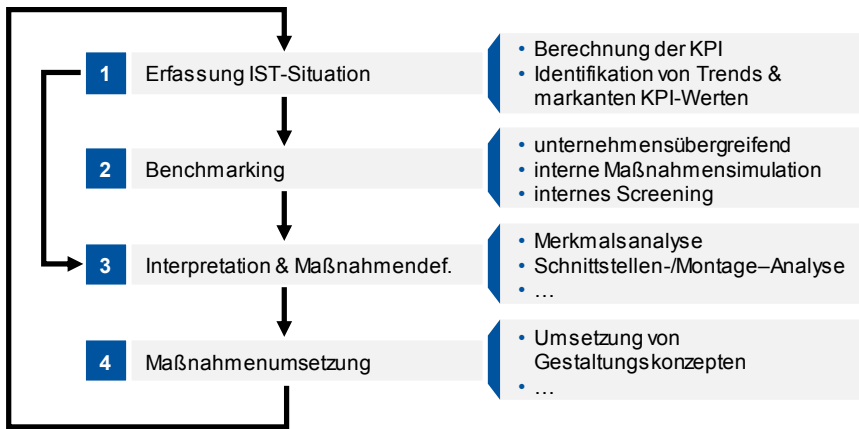 1
Erfassung IST-Situation
• Berechnung der KPI
• Identifikation von Trends &
markanten KPI-Werten
2
Benchmarking
• unternehmensübergreifend
• interne Maßnahmensimulation
• internes Screening
3
Interpretation & Maßnahmendef.
• Merkmalsanalyse
• Schnittstellen-/Montage–Analyse
• …
4
Maßnahmenumsetzung
• Umsetzung von
Gestaltungskonzepten
• …